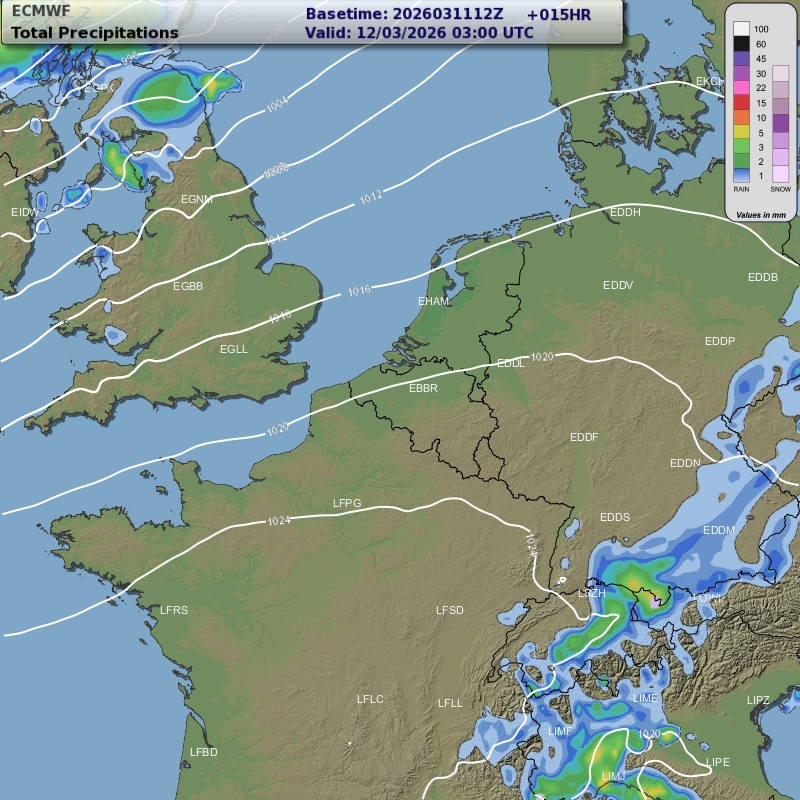 ECMWF
Basetime: 2026031112Z +015HR
Total Precipitations
Valid: 12/03/2026 03:00 UTC
100
60
45
30
22
15
10
5
3
2
1
RAIN SNOW
Values in mm
996
1004
1008
1012
EIDW
EGNM
1012
EKCH
EDDH
1016
EGBB
EDDV
EDDB
EHAM
1016
EGLL
EDDP
1020
EDDL
EBBR
1020
EDDF
EDDN
LFPG
1024
EDDS
EDDM
1024
LSZH
LFRS
LFSD
LFLC
LFLL
LIME
LIPZ
LIMF
1020
LFBD
LIPE
LIMJ